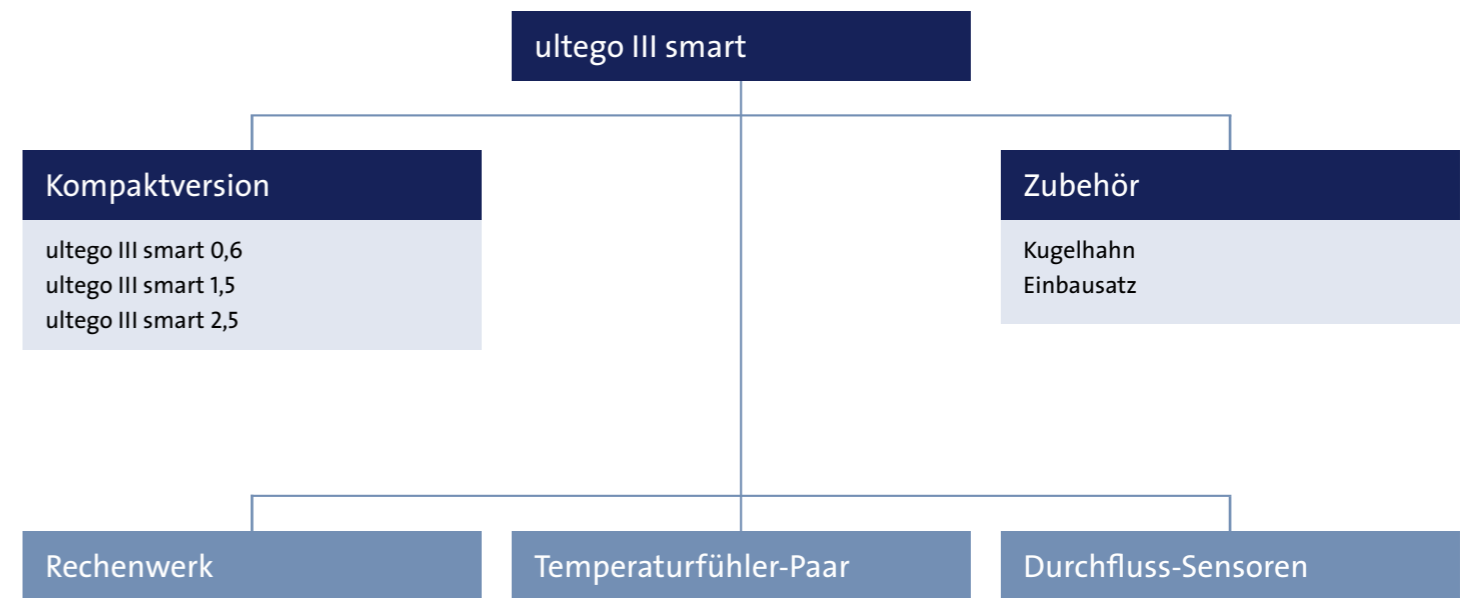 ultego III smart
Kompaktversion
ultego III smart 0,6
ultego III smart 1,5
ultego III smart 2,5
Zubehör
Kugelhahn
Einbausatz
Rechenwerk
Temperaturfühler-Paar
Durchfluss-Sensoren